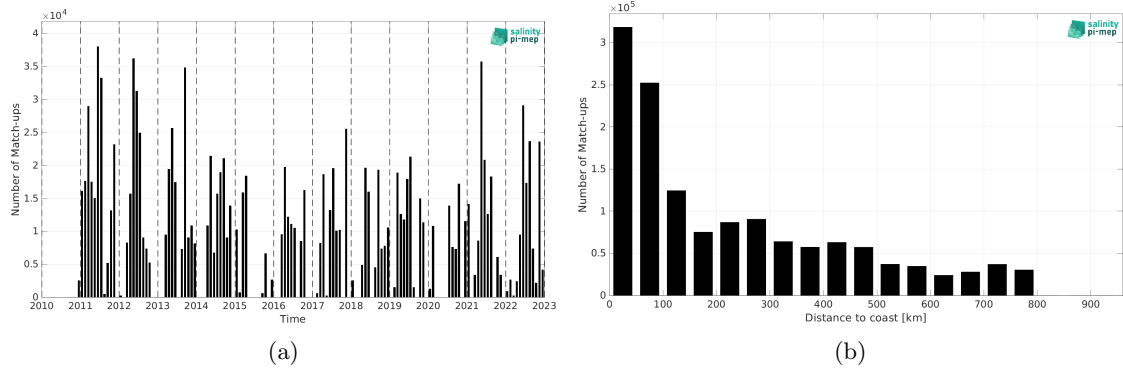 ×10⁴
4
3.5
3
2.5
2
1.5
1
0.5
0
Number of Match-ups
2010 2011 2012 2013 2014 2015 2016 2017 2018 2019 2020 2021 2022 2023
Time
salinity
pi-mep
(a)
×10⁵
3
2.5
2
1.5
1
0.5
0
Number of Match-ups
0 100 200 300 400 500 600 700 800 900
Distance to coast [km]
salinity
pi-mep
(b)